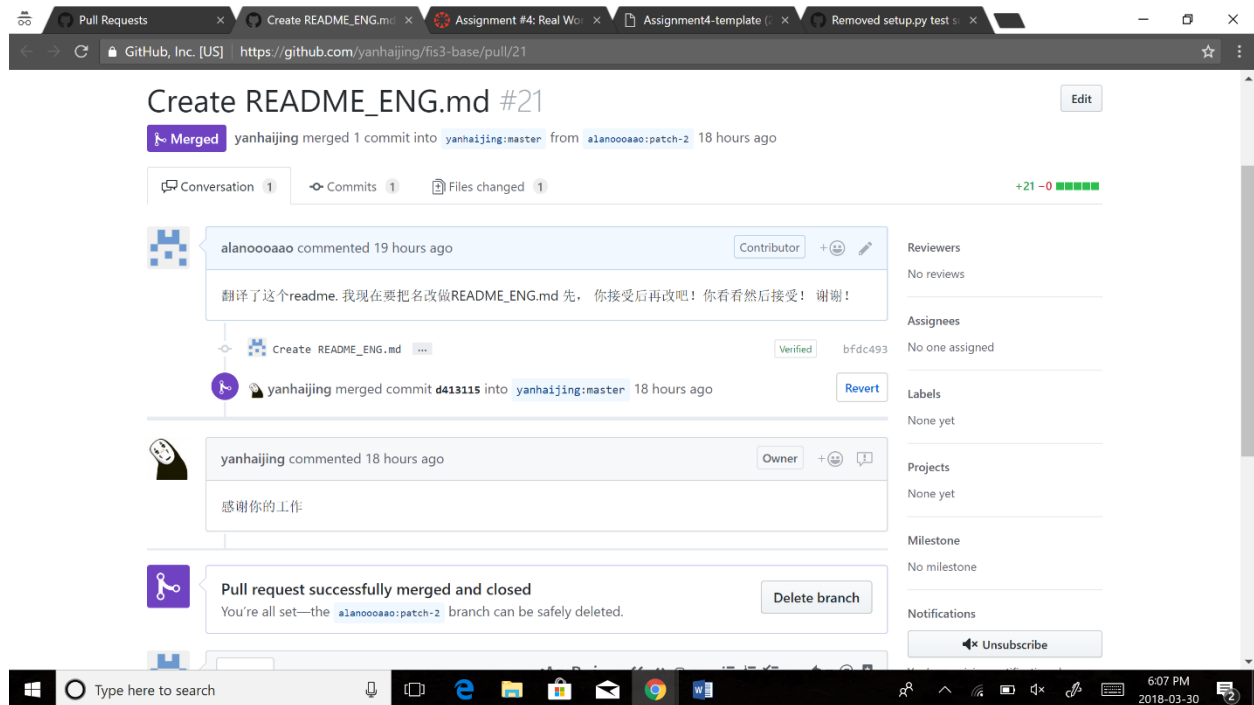 Pull Requests
Create README_ENG.md
Assignment #4: Real Wor
Assignment4-template (2
Removed setup.py test s
GitHub, Inc. [US] | https://github.com/yanhaijing/fis3-base/pull/21
Create README_ENG.md #21
Edit
Merged yanhaijing merged 1 commit into yanhaijing:master from alanoooaao:patch-2 18 hours ago
Conversation 1 Commits 1 Files changed 1 +21 −0
alanoooaao commented 19 hours ago Contributor
翻译了这个readme. 我现在要把名改做README_ENG.md 先， 你接受后再改吧！你看看然后接受！ 谢谢！
Create README_ENG.md ... Verified bfdc493
yanhaijing merged commit d413115 into yanhaijing:master 18 hours ago Revert
yanhaijing commented 18 hours ago Owner
感谢你的工作
Pull request successfully merged and closed
You're all set—the alanoooaao:patch-2 branch can be safely deleted.
Delete branch
Reviewers
No reviews
Assignees
No one assigned
Labels
None yet
Projects
None yet
Milestone
No milestone
Notifications
Unsubscribe
Type here to search
6:07 PM
2018-03-30
2